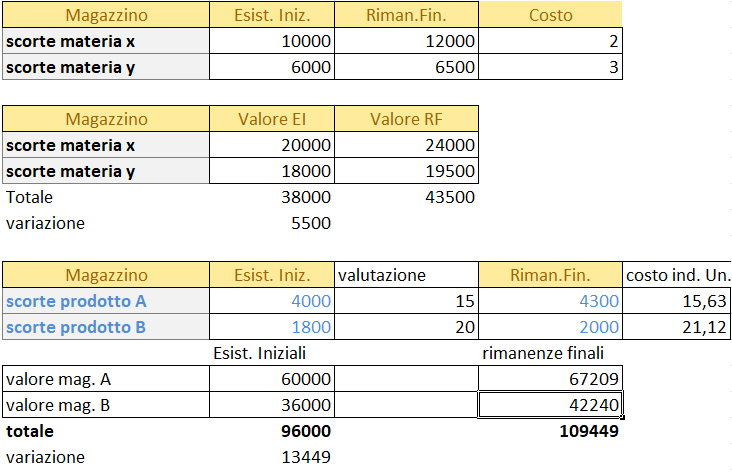 Magazzino Esist. Iniz. Riman.Fin. Costo
scorte materia x 10000 12000 2
scorte materia y 6000 6500 3
Magazzino Valore EI Valore RF
scorte materia x 20000 24000
scorte materia y 18000 19500
Totale 38000 43500
variazione 5500
Magazzino Esist. Iniz. valutazione Riman.Fin. costo ind. Un.
scorte prodotto A 4000 15 4300 15,63
scorte prodotto B 1800 20 2000 21,12
Esist. Iniziali rimanenze finali
valore mag. A 60000 67209
valore mag. B 36000 42240
totale 96000 109449
variazione 13449